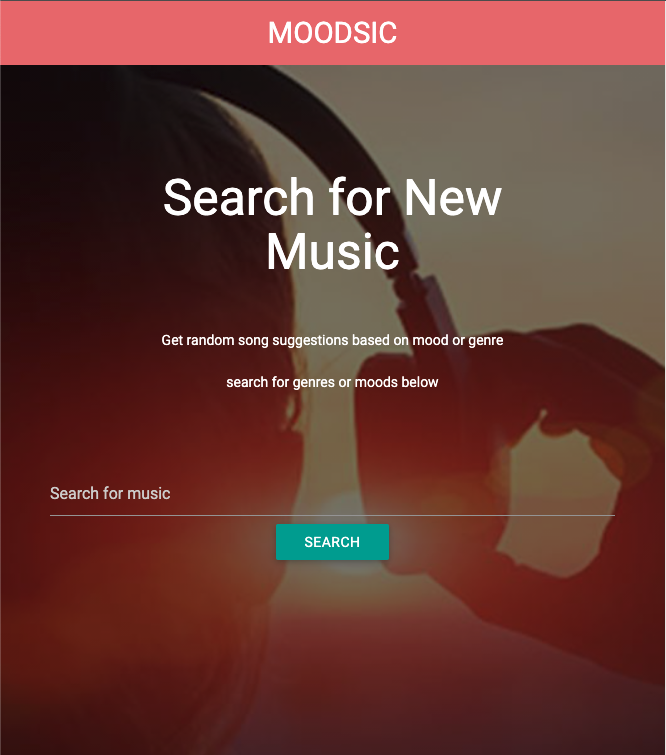 MOODSIC
Search for New
Music
Get random song suggestions based on mood or genre
search for genres or moods below
Search for music
SEARCH